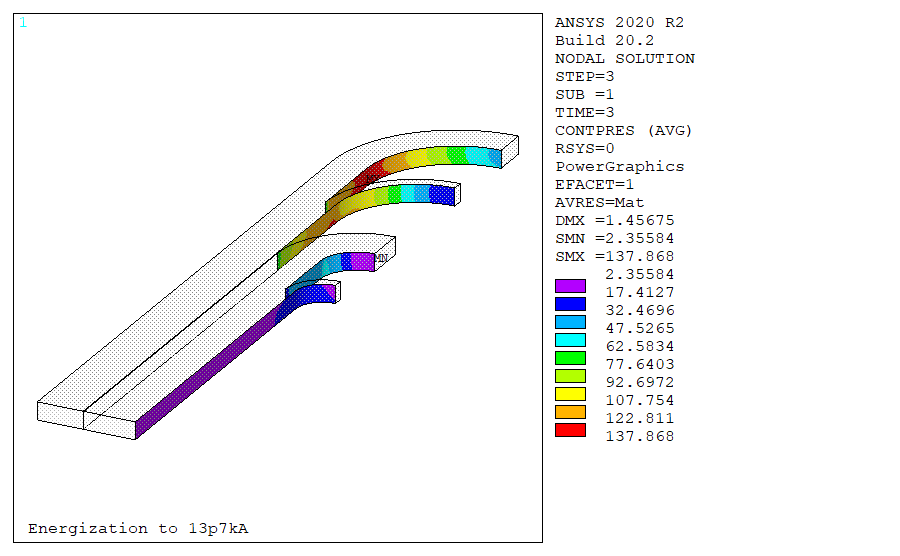 1
ANSYS 2020 R2
Build 20.2
NODAL SOLUTION
STEP=3
SUB =1
TIME=3
CONTPRES (AVG)
RSYS=0
PowerGraphics
EFACET=1
AVRES=Mat
DMX =1.45675
SMN =2.35584
SMX =137.868
2.35584
17.4127
32.4696
47.5265
62.5834
77.6403
92.6972
107.754
122.811
137.868
MX
MN
Energization to 13p7kA